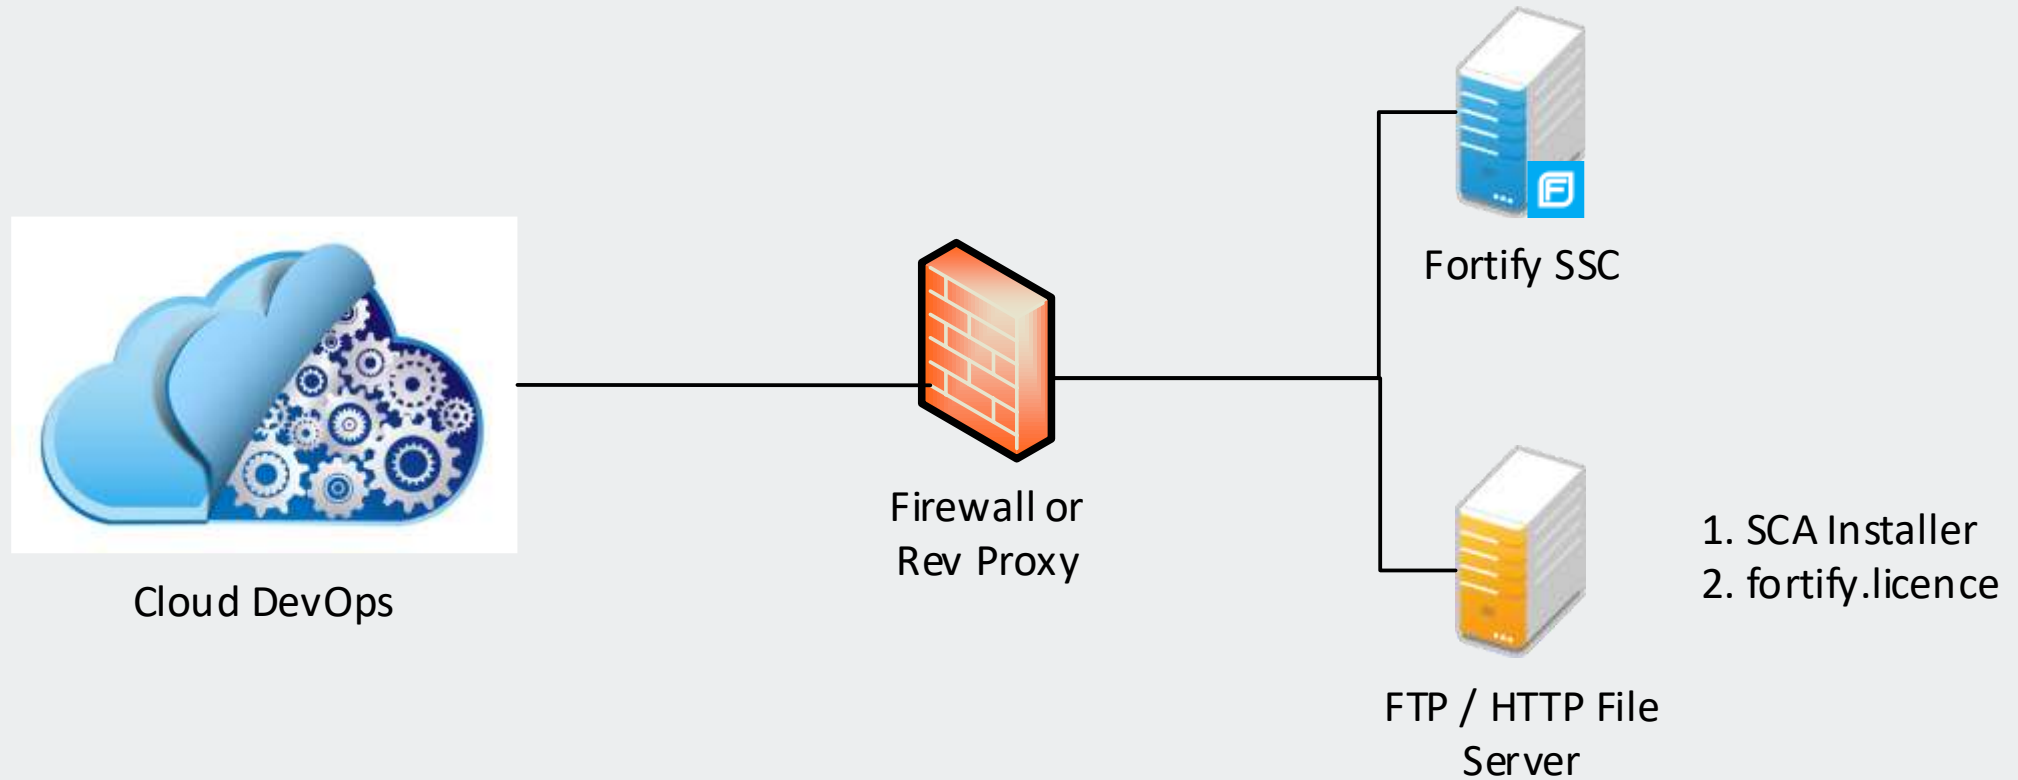 Cloud DevOps
Firewall or
Rev Proxy
Fortify SSC
FTP / HTTP File
Server
1. SCA Installer
2. fortify.licence